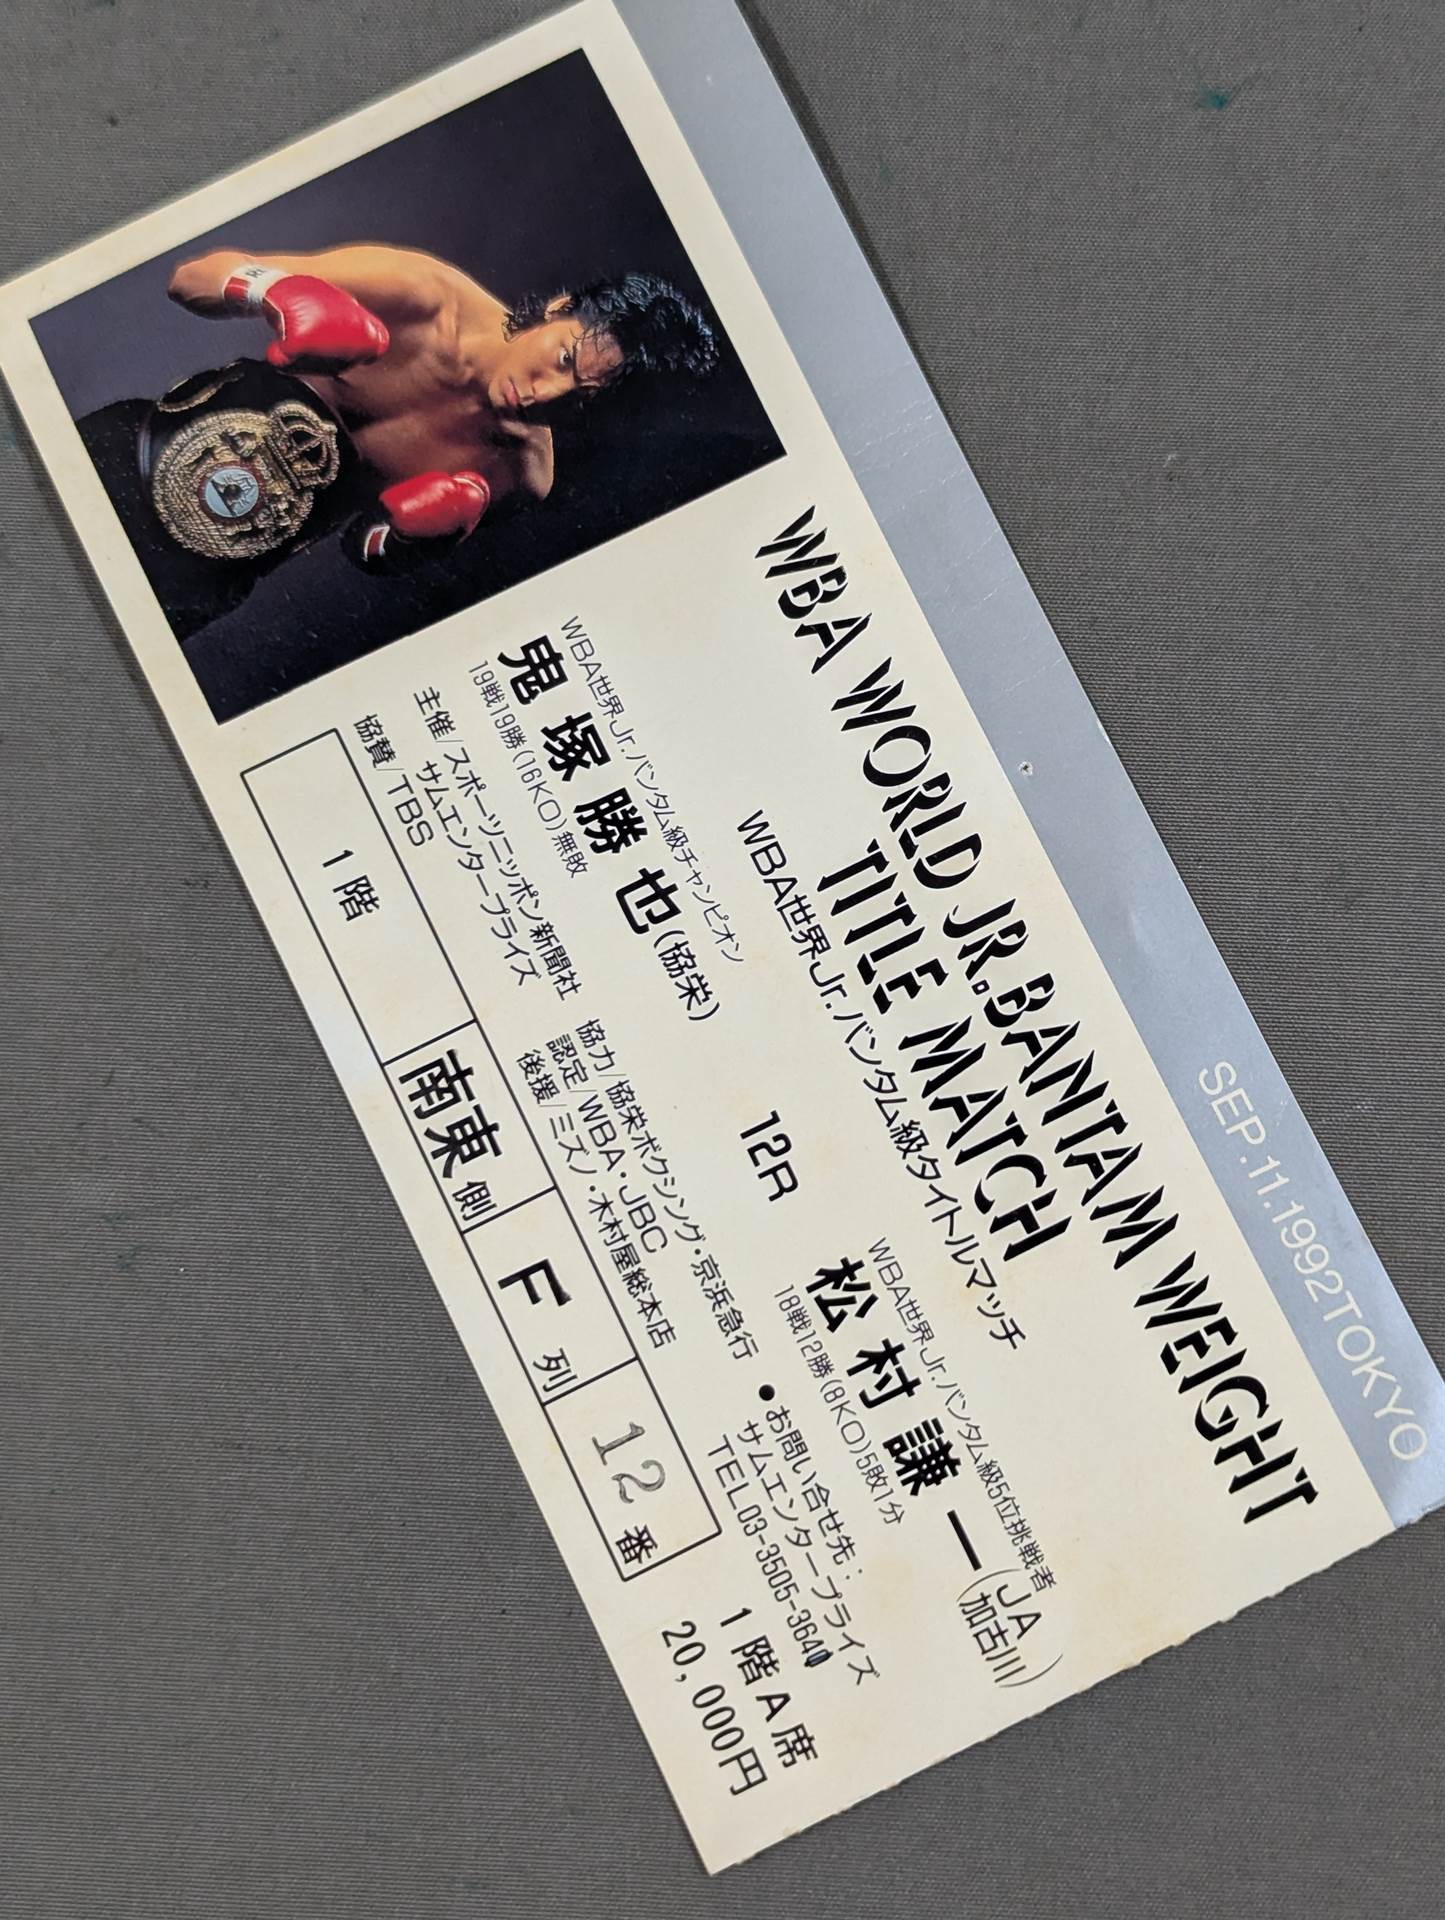 SEP.11.1992 TOKYO
WBA WORLD JR.BANTAM WEIGHT
TITLE MATCH
WBA世界Jr.バンタム級タイトルマッチ
WBA世界Jr.バンタム級チャンピオン
鬼塚勝也(協栄)
19戦19勝(16KO)無敗
12R
WBA世界Jr.バンタム級5位挑戦者
松村謙一(JA加古川)
18戦12勝(8KO)5敗1分
主催/スポーツニッポン新聞社
サムエンタープライズ
協賛/TBS
協力/協栄ボクシング・京浜急行
認定/WBA・JBC
後援/ミズノ・木村屋総本店
●お問い合せ先:
サムエンタープライズ
TEL03-3505-3640
1階 南東側 F列 12番
1階A席
20,000円